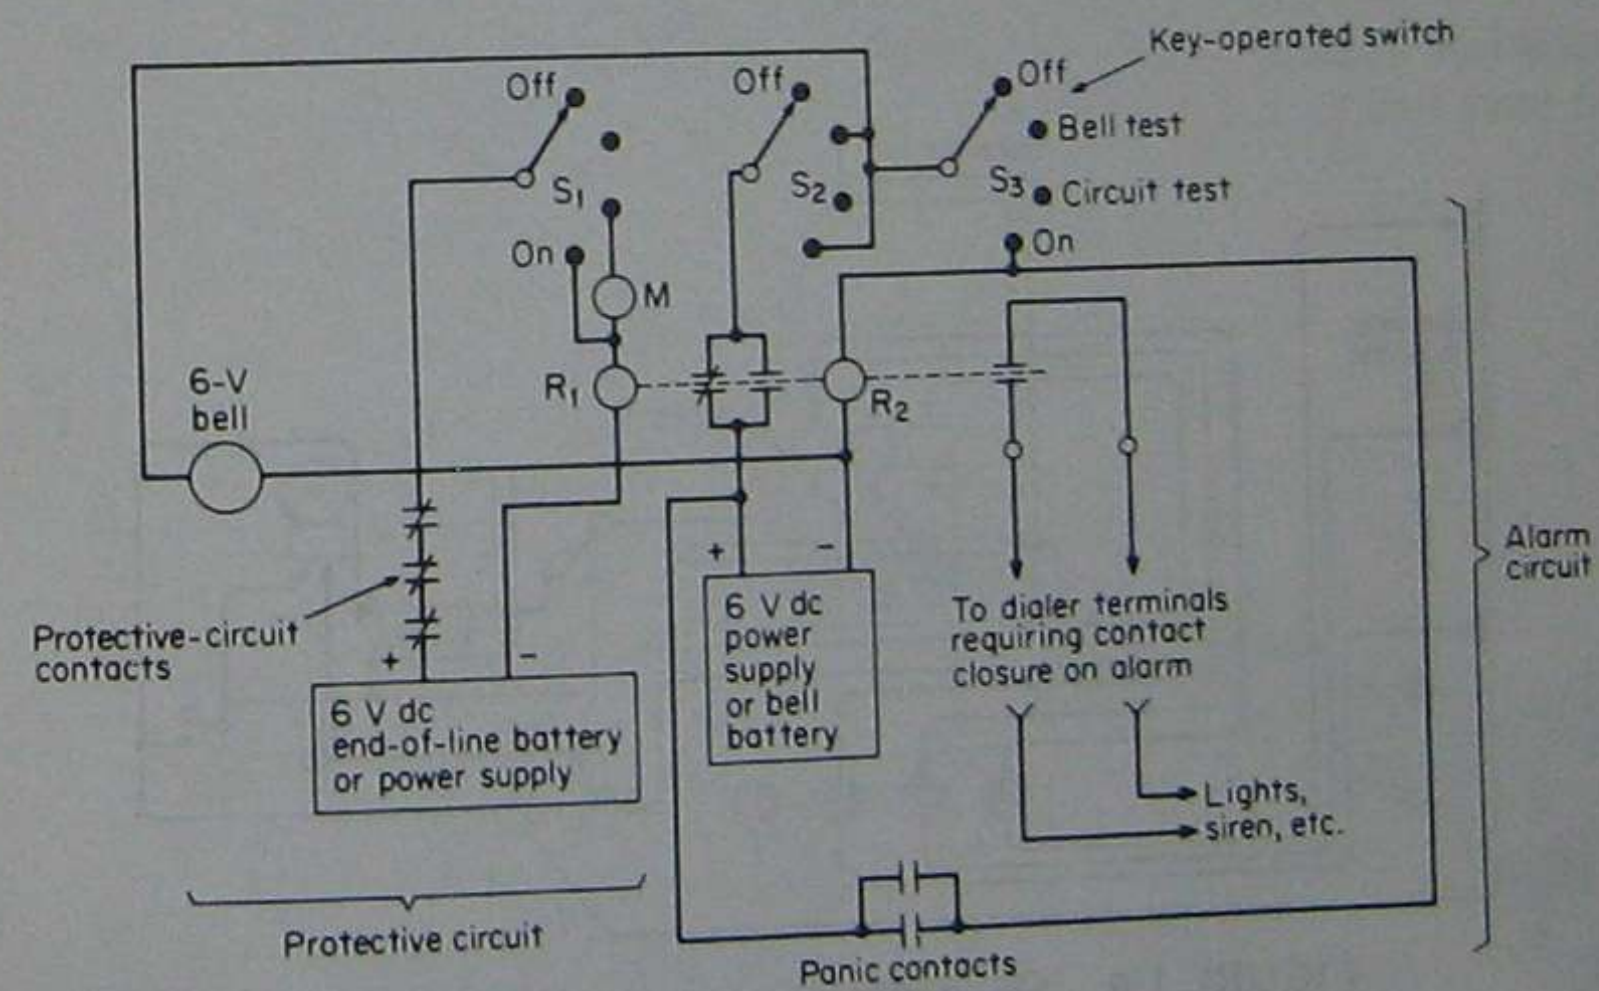 Key-operated switch
Off
Off
Off
Bell test
S1
S2
S3
Circuit test
On
On
M
6-V
bell
R1
R2
+
-
Alarm
circuit
Protective-circuit
contacts
+
-
6 V dc
end-of-line battery
or power supply
6 V dc
power
supply
or bell
battery
To dialer terminals
requiring contact
closure on alarm
Lights,
siren, etc.
Protective circuit
Panic contacts